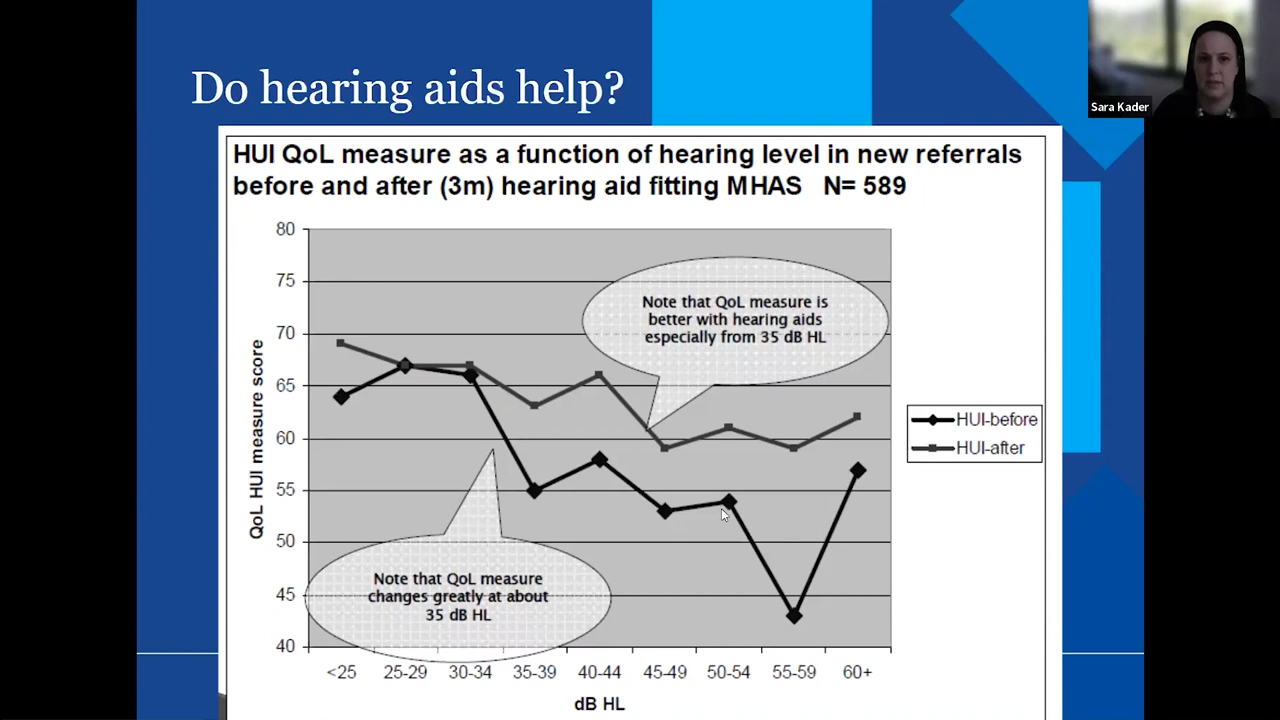 Do hearing aids help?
Sara Kader
HUI QoL measure as a function of hearing level in new referrals
before and after (3m) hearing aid fitting MHAS N= 589
80
75
70
65
60
55
50
45
40
QoL HUI measure score
Note that QoL measure is
better with hearing aids
especially from 35 dB HL
Note that QoL measure
changes greatly at about
35 dB HL
HUI-before
HUI-after
<25 25-29 30-34 35-39 40-44 45-49 50-54 55-59 60+
dB HL